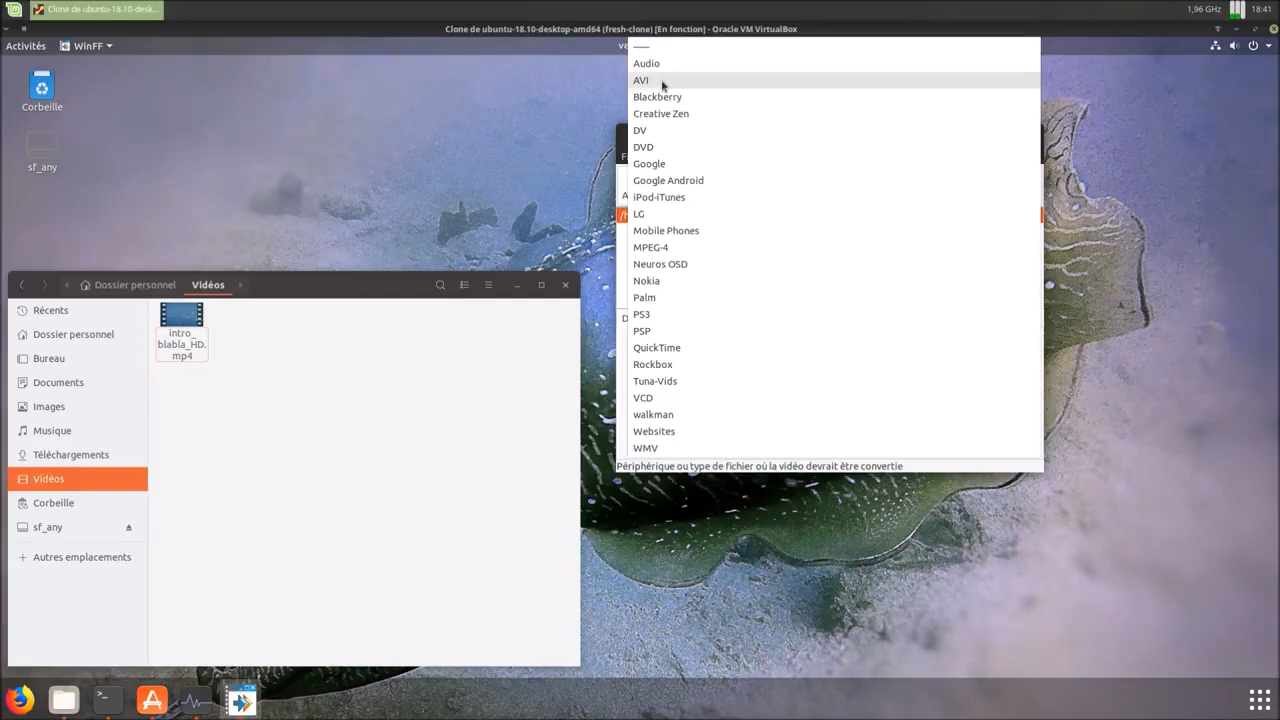 Clone de ubuntu-18.10-desk...
1,96 GHz
18:41
Clone de ubuntu-18.10-desktop-amd64 (fresh-clone) [En fonction] - Oracle VM VirtualBox
Activités
WinFF
ve
Corbeille
sf_any
Audio
AVI
Blackberry
Creative Zen
DV
DVD
Google
Google Android
iPod-iTunes
LG
Mobile Phones
MPEG-4
Neuros OSD
Nokia
Palm
PS3
PSP
QuickTime
Rockbox
Tuna-Vids
VCD
walkman
Websites
WMV
Périphérique ou type de fichier où la vidéo devrait être convertie
Dossier personnel
Vidéos
Récents
Dossier personnel
Bureau
Documents
Images
Musique
Téléchargements
Vidéos
Corbeille
sf_any
Autres emplacements
intro_
blabla_HD.
mp4